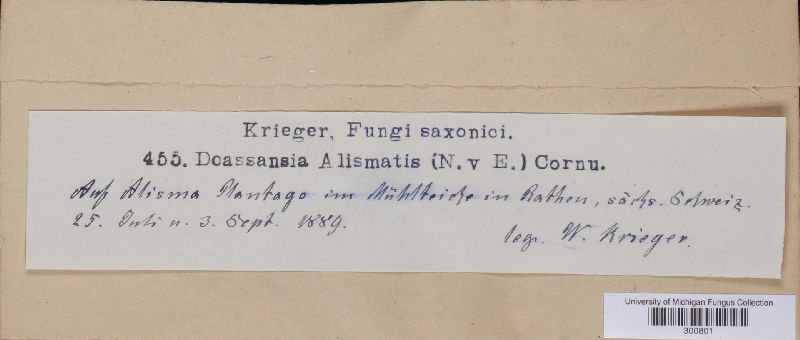 Krieger, Fungi saxonici.
455. Doassansia Alismatis (N. v E.) Cornu.
Auf Alisma Plantago im Mühlteiche in Rathen, sächs. Schweiz.
25. Juli u. 3. Sept. 1889.
leg. W. Krieger.
University of Michigan Fungus Collection
300801